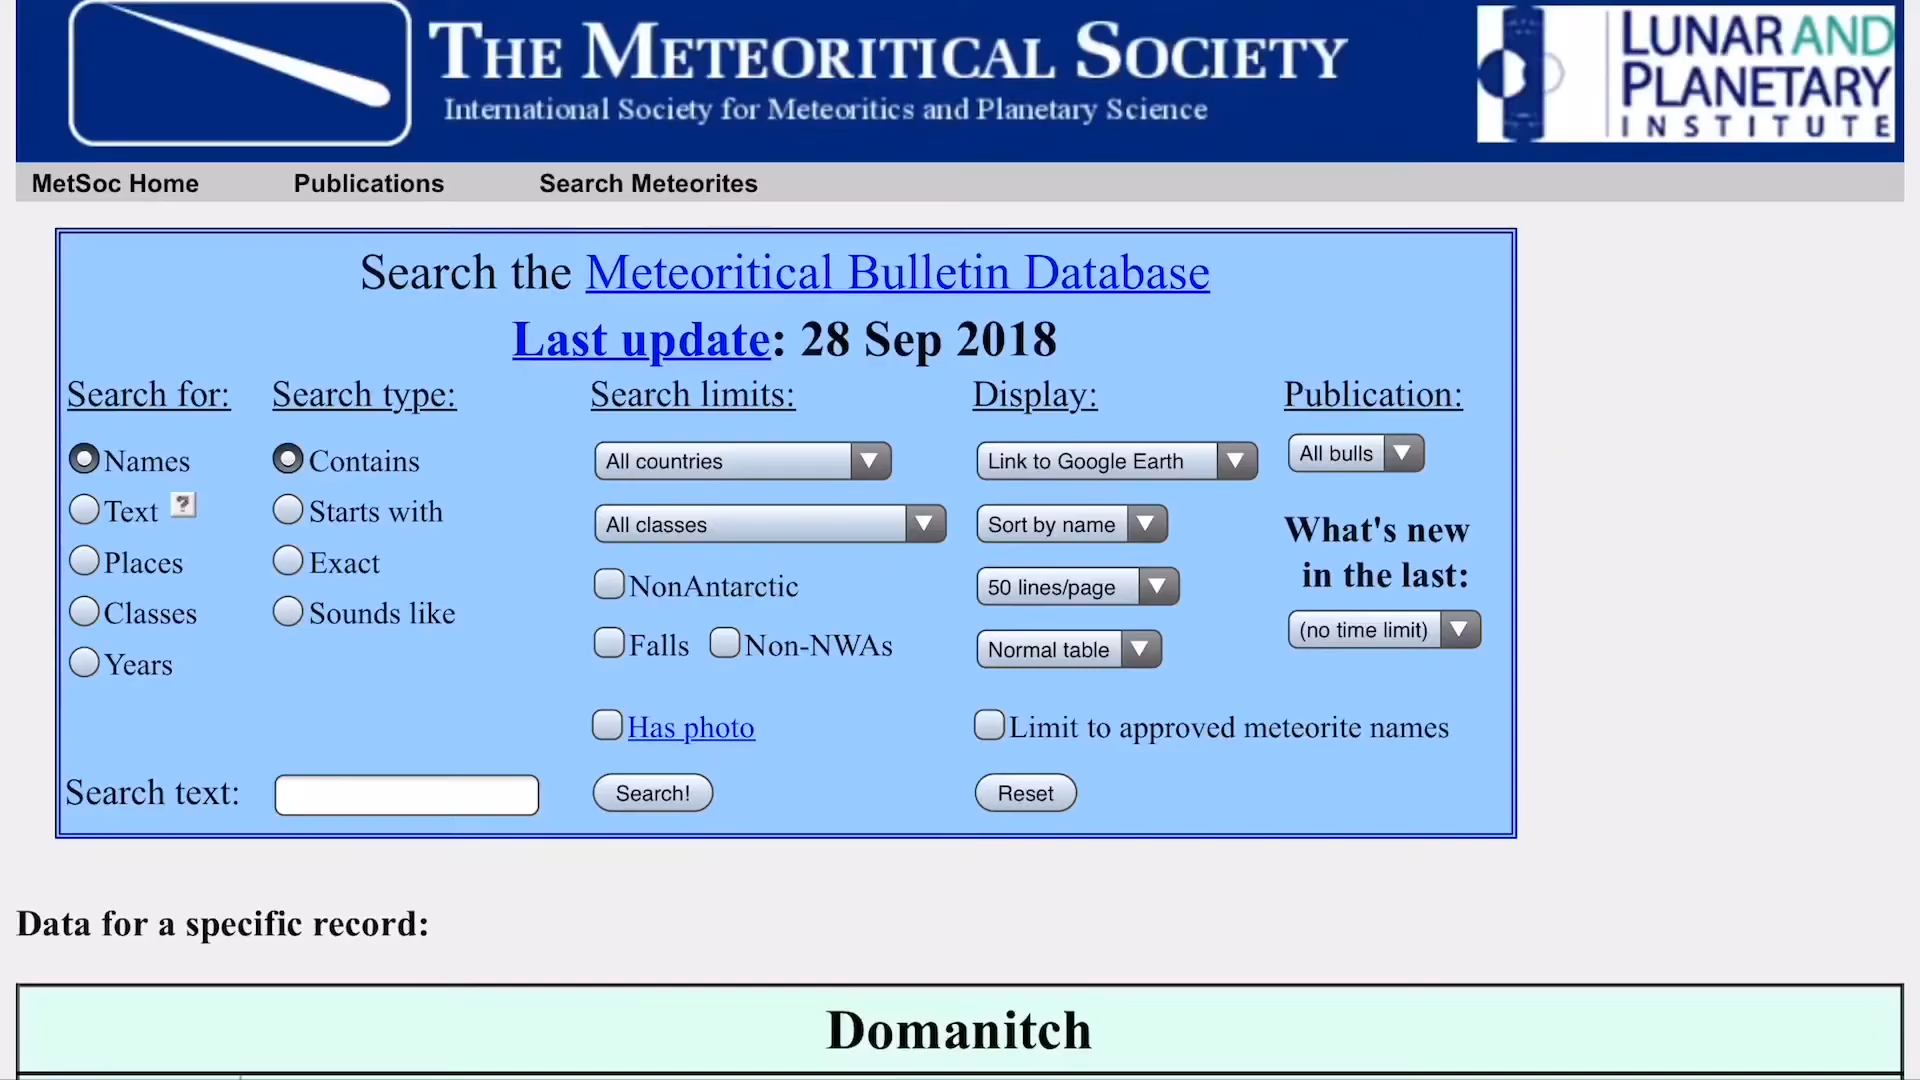 THE METEORITICAL SOCIETY
International Society for Meteoritics and Planetary Science
LUNAR AND
PLANETARY
INSTITUTE
MetSoc Home Publications Search Meteorites
Search the Meteoritical Bulletin Database
Last update: 28 Sep 2018
Search for: Search type: Search limits: Display: Publication:
Names Contains All countries Link to Google Earth All bulls
Text ? Starts with All classes Sort by name What's new
Places Exact NonAntarctic 50 lines/page in the last:
Classes Sounds like Falls Non-NWAs Normal table (no time limit)
Years
Has photo Limit to approved meteorite names
Search text: Search! Reset
Data for a specific record:
Domanitch